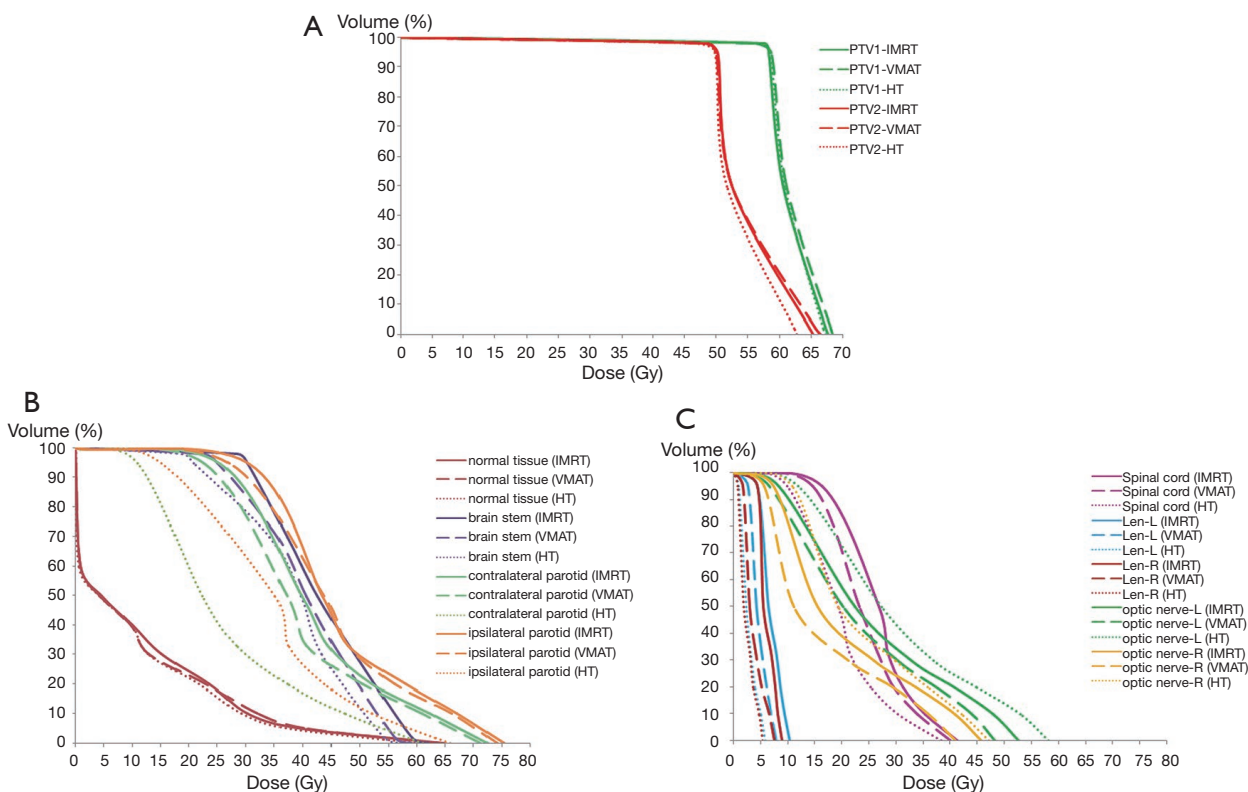 A
Volume (%)
100
90
80
70
60
50
40
30
20
10
0
0 5 10 15 20 25 30 35 40 45 50 55 60 65 70
Dose (Gy)
PTV1-IMRT
PTV1-VMAT
PTV1-HT
PTV2-IMRT
PTV2-VMAT
PTV2-HT
B
Volume (%)
100
90
80
70
60
50
40
30
20
10
0
0 5 10 15 20 25 30 35 40 45 50 55 60 65 70 75 80
Dose (Gy)
normal tissue (IMRT)
normal tissue (VMAT)
normal tissue (HT)
brain stem (IMRT)
brain stem (VMAT)
brain stem (HT)
contralateral parotid (IMRT)
contralateral parotid (VMAT)
contralateral parotid (HT)
ipsilateral parotid (IMRT)
ipsilateral parotid (VMAT)
ipsilateral parotid (HT)
C
Volume (%)
100
90
80
70
60
50
40
30
20
10
0
0 5 10 15 20 25 30 35 40 45 50 55 60 65 70 75 80
Dose (Gy)
Spinal cord (IMRT)
Spinal cord (VMAT)
Spinal cord (HT)
Len-L (IMRT)
Len-L (VMAT)
Len-L (HT)
Len-R (IMRT)
Len-R (VMAT)
Len-R (HT)
optic nerve-L (IMRT)
optic nerve-L (VMAT)
optic nerve-L (HT)
optic nerve-R (IMRT)
optic nerve-R (VMAT)
optic nerve-R (HT)